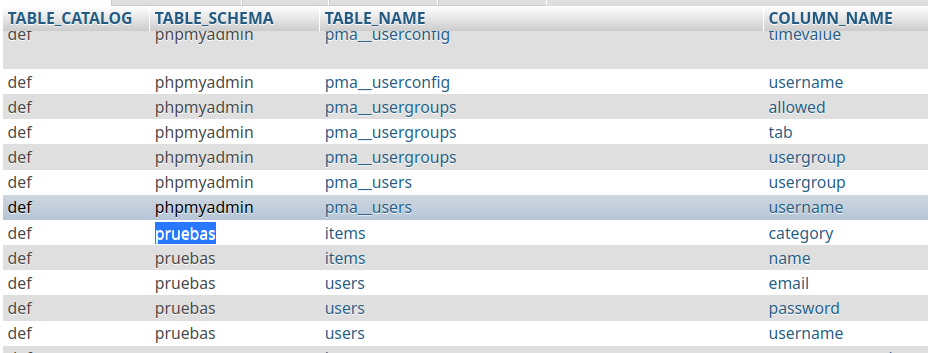 TABLE_CATALOG TABLE_SCHEMA TABLE_NAME COLUMN_NAME
def phpmyadmin pma__userconfig timevalue
def phpmyadmin pma__userconfig username
def phpmyadmin pma__usergroups allowed
def phpmyadmin pma__usergroups tab
def phpmyadmin pma__usergroups usergroup
def phpmyadmin pma__users usergroup
def phpmyadmin pma__users username
def pruebas items category
def pruebas items name
def pruebas users email
def pruebas users password
def pruebas users username